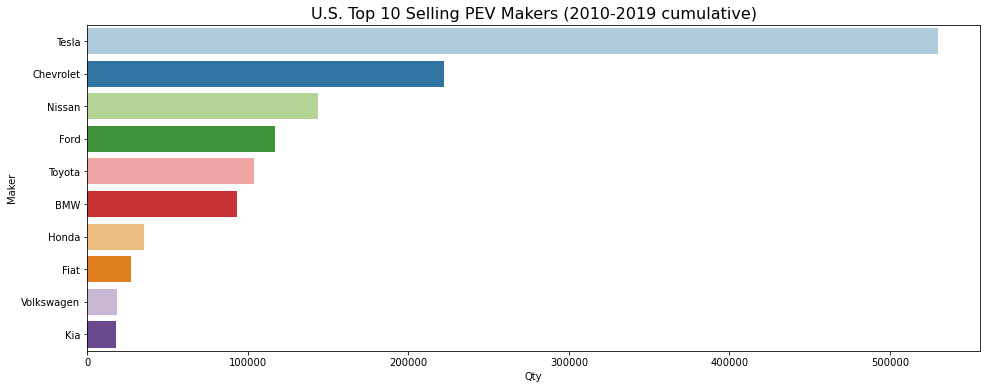 U.S. Top 10 Selling PEV Makers (2010-2019 cumulative)
Maker
Tesla
Chevrolet
Nissan
Ford
Toyota
BMW
Honda
Fiat
Volkswagen
Kia
0 100000 200000 300000 400000 500000
Qty